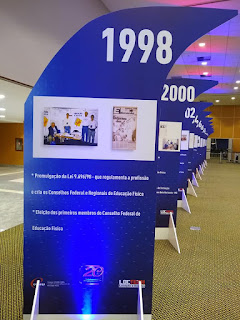 1998
2000
02
* Promulgação da Lei 9.696/98 - que regulamenta a profissão
e cria os Conselhos Federal e Regionais de Educação Física
* Eleição dos primeiros membros do Conselho Federal de
Educação Física